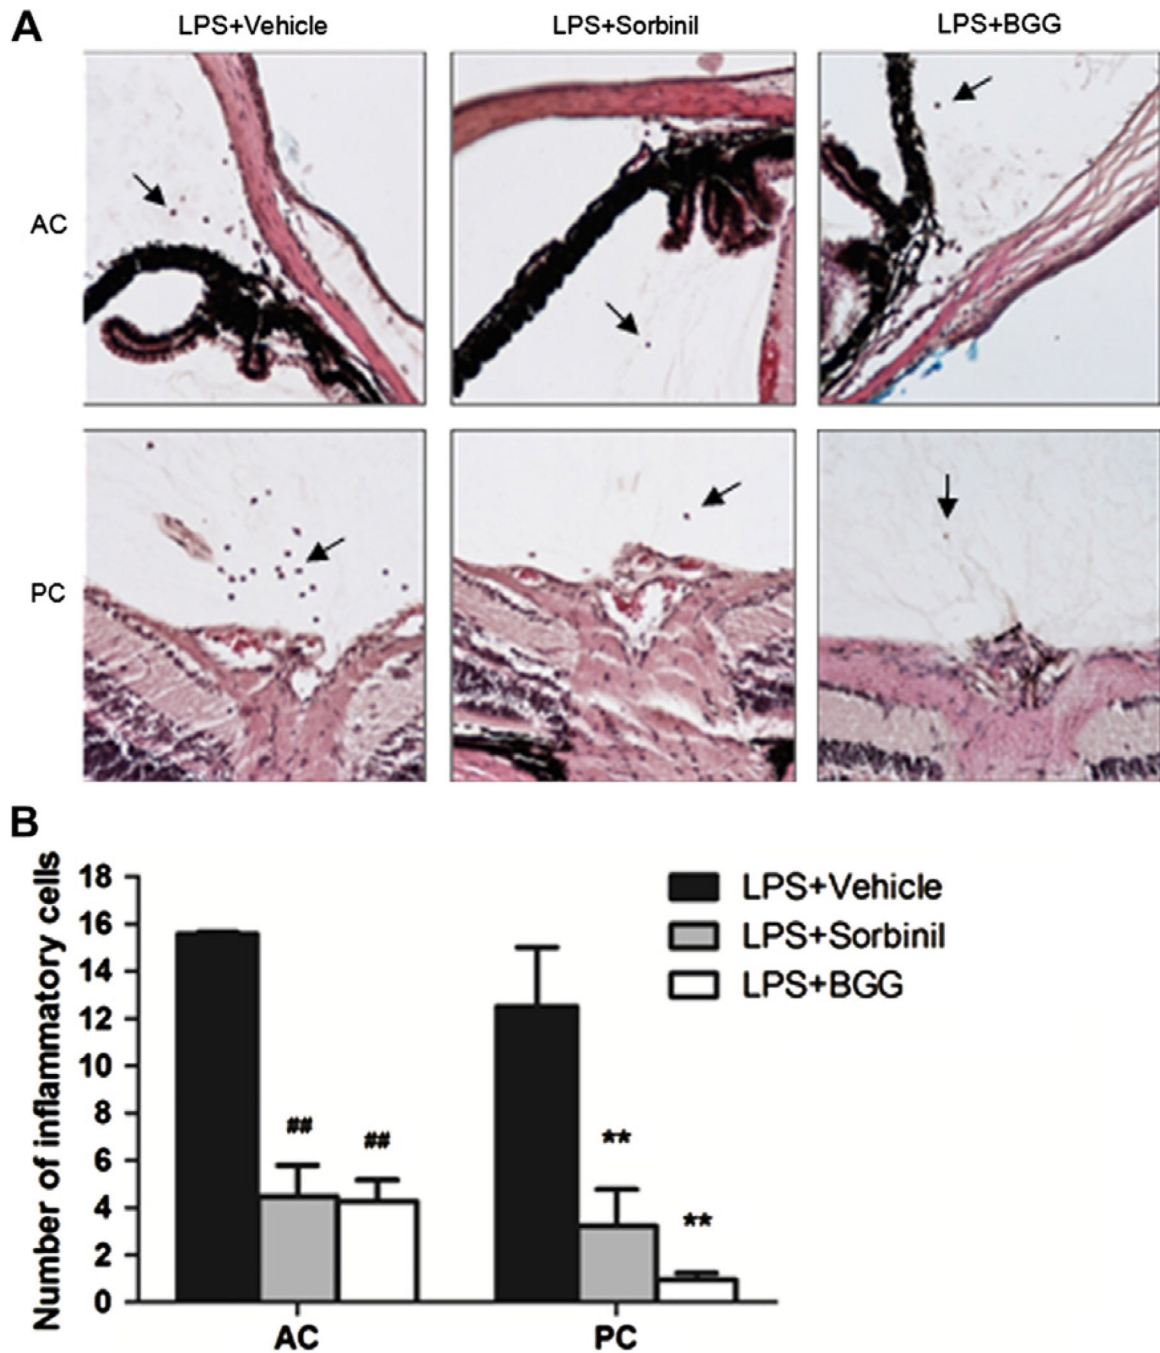 A
LPS+Vehicle LPS+Sorbinil LPS+BGG
AC
PC
B
Number of inflammatory cells
18
16
14
12
10
8
6
4
2
0
LPS+Vehicle
LPS+Sorbinil
LPS+BGG
## ##
** **
AC PC